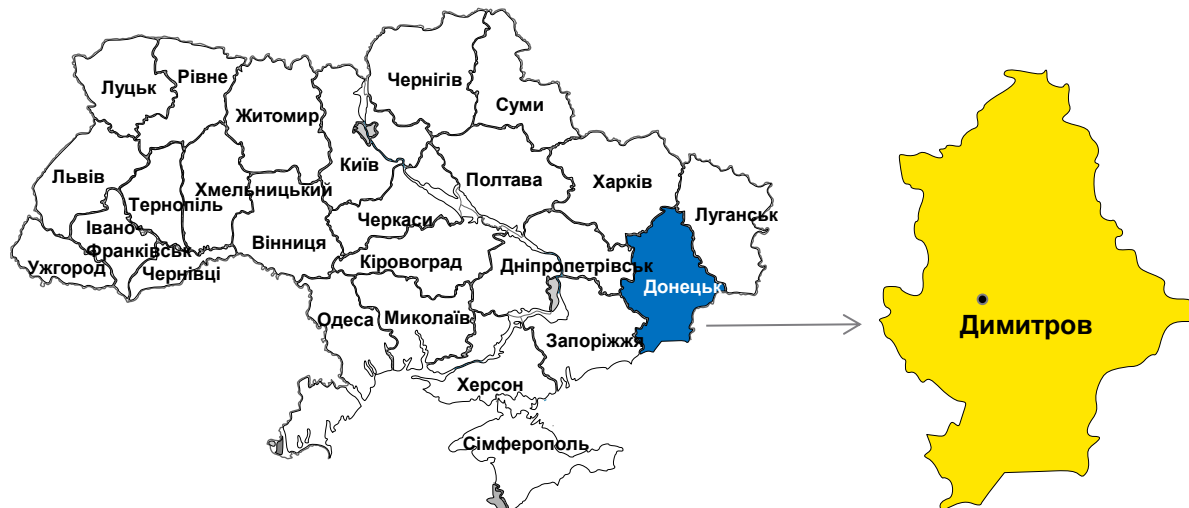 Чернігів
Рівне
Луцьк
Суми
Житомир
Київ
Львів
Полтава
Харків
Хмельницький
Тернопіль
Луганськ
Черкаси
Івано-
Франківськ
Вінниця
Ужгород
Чернівці
Кіровоград
Дніпропетрівськ
Донецьк
Одеса
Миколаїв
Запоріжжя
Херсон
Сімферополь
Димитров